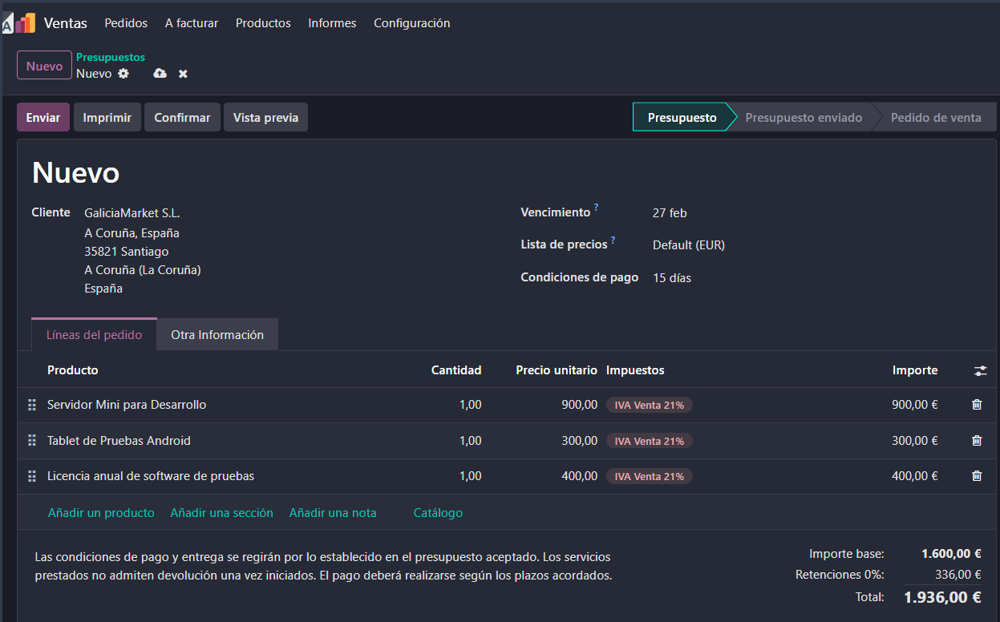 A
Ventas Pedidos A facturar Productos Informes Configuración
Nuevo
Presupuestos
Nuevo
Enviar Imprimir Confirmar Vista previa Presupuesto Presupuesto enviado Pedido de venta
Nuevo
Cliente GaliciaMarket S.L.
A Coruña, España
35821 Santiago
A Coruña (La Coruña)
España
Vencimiento ? 27 feb
Lista de precios ? Default (EUR)
Condiciones de pago 15 días
Líneas del pedido Otra Información
Producto Cantidad Precio unitario Impuestos Importe
Servidor Mini para Desarrollo 1,00 900,00 IVA Venta 21% 900,00 €
Tablet de Pruebas Android 1,00 300,00 IVA Venta 21% 300,00 €
Licencia anual de software de pruebas 1,00 400,00 IVA Venta 21% 400,00 €
Añadir un producto Añadir una sección Añadir una nota Catálogo
Las condiciones de pago y entrega se regirán por lo establecido en el presupuesto aceptado. Los servicios
prestados no admiten devolución una vez iniciados. El pago deberá realizarse según los plazos acordados.
Importe base: 1.600,00 €
Retenciones 0%: 336,00 €
Total: 1.936,00 €